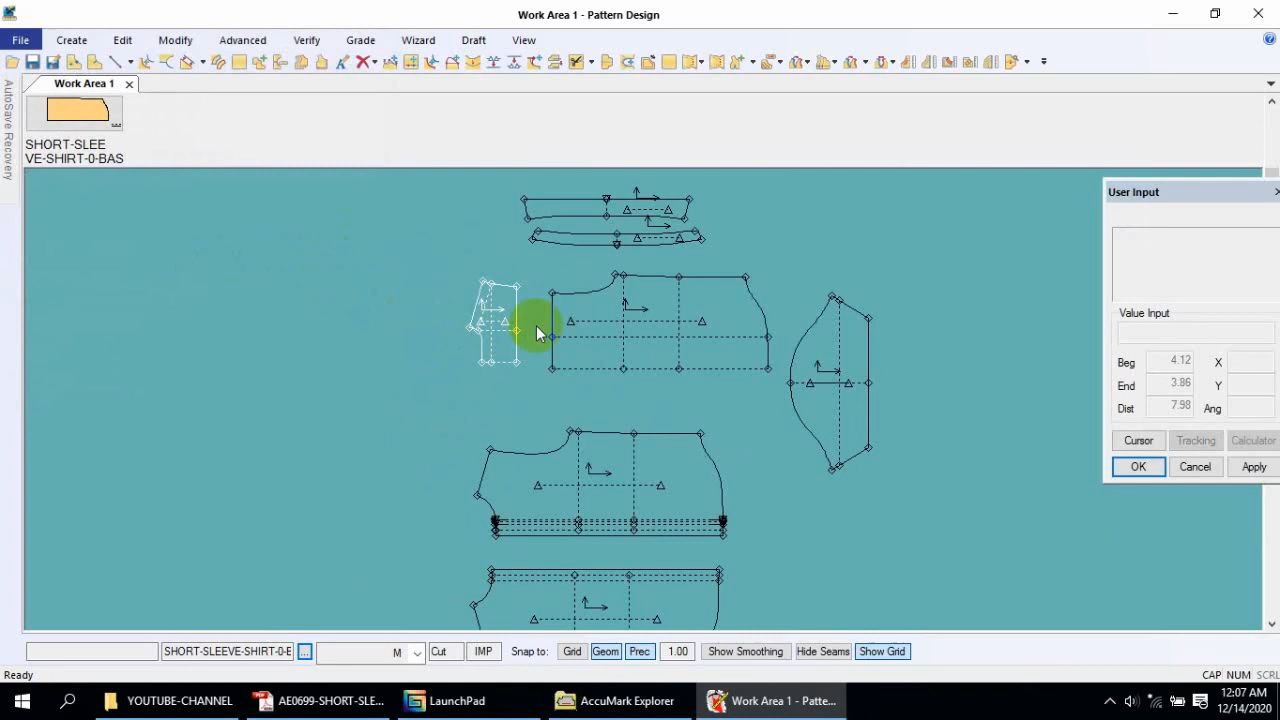 Work Area 1 - Pattern Design
File Create Edit Modify Advanced Verify Grade Wizard Draft View
Work Area 1
AutoSave Recovery
SHORT-SLEE
VE-SHIRT-0-BAS
User Input
Value Input
Beg 4.12 X
End 3.86 Y
Dist 7.98 Ang
Cursor Tracking Calculator
OK Cancel Apply
SHORT-SLEEVE-SHIRT-0-E ... M Cut IMP Snap to: Grid Geom Prec 1.00 Show Smoothing Hide Seams Show Grid
Ready CAP NUM SCRL
YOUTUBE-CHANNEL AE0699-SHORT-SLE... LaunchPad AccuMark Explorer Work Area 1 - Patte...
12:07 AM
12/14/2020